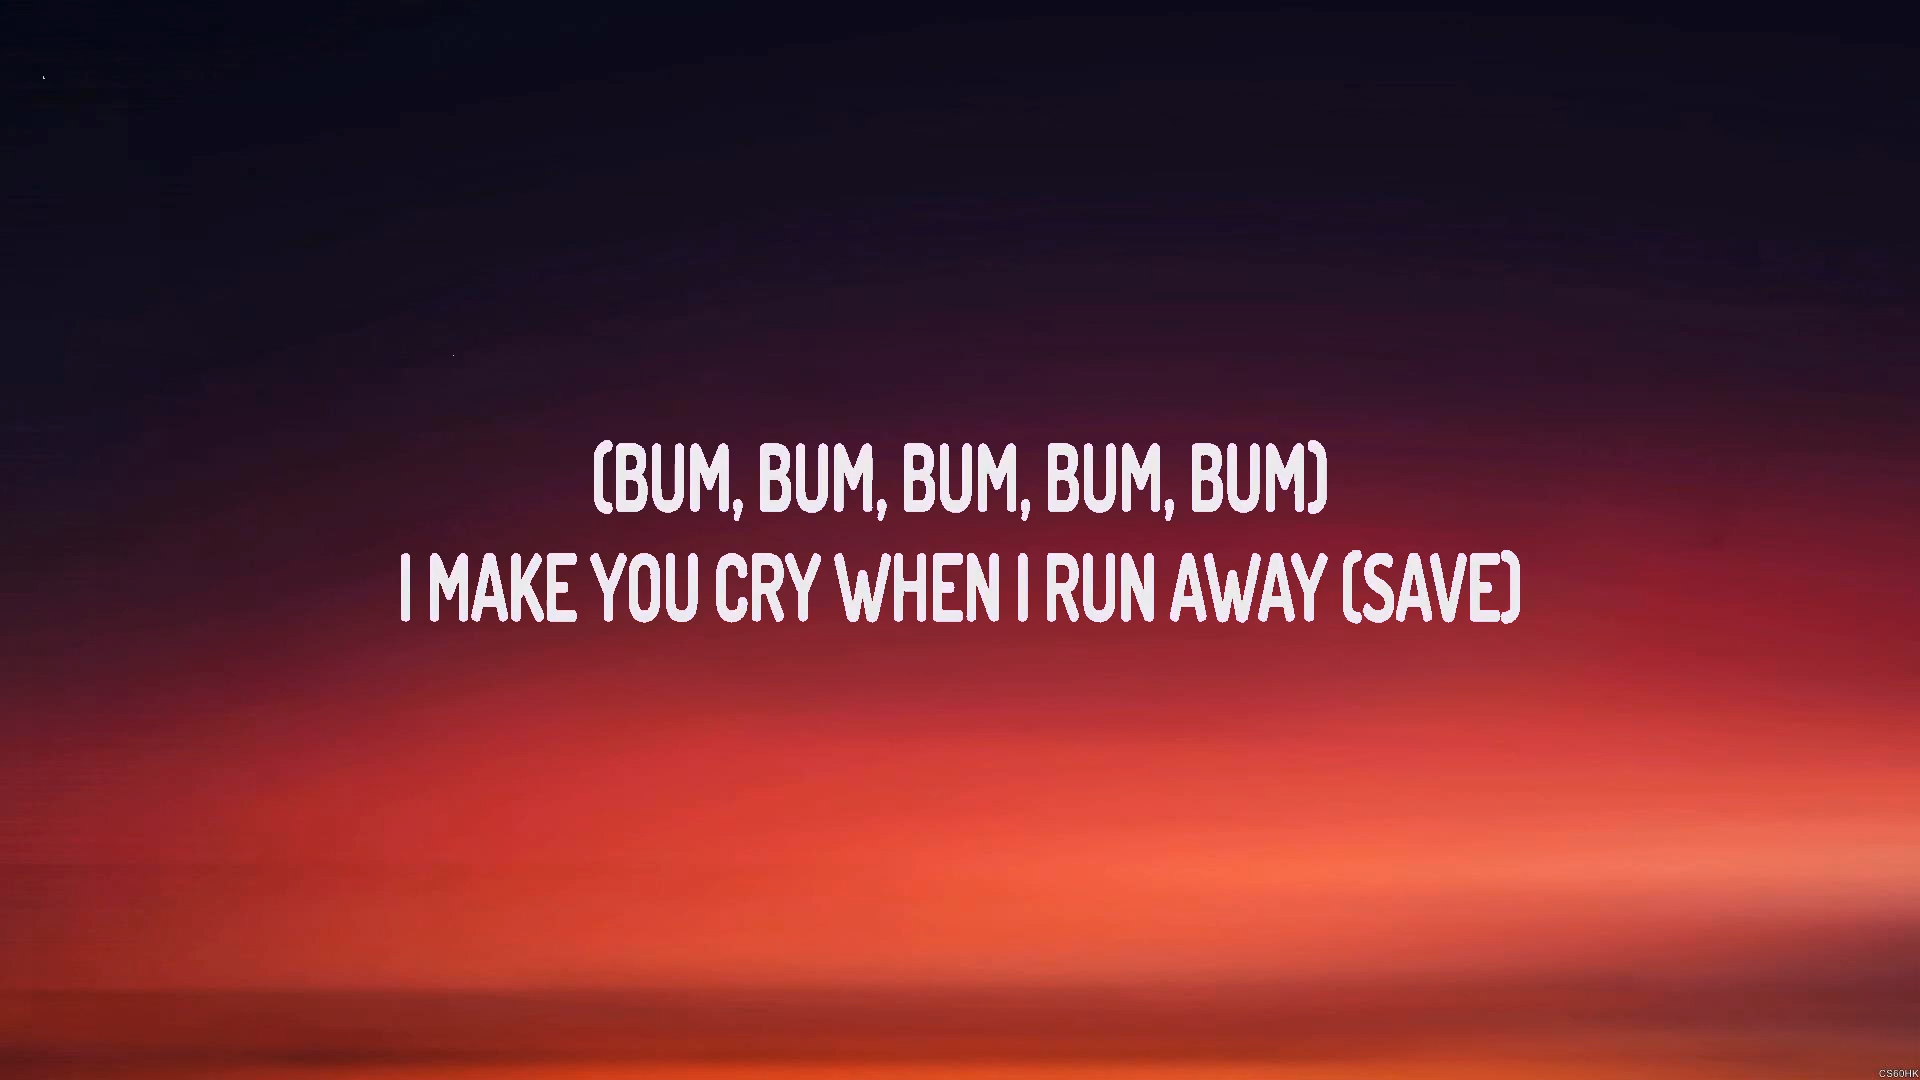 (BUM, BUM, BUM, BUM, BUM)
I MAKE YOU CRY WHEN I RUN AWAY (SAVE)
CS60HK